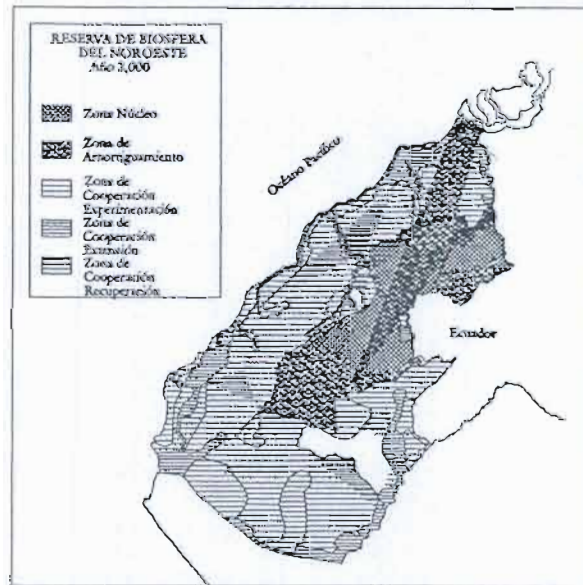 RESERVA DE BIOSFERA
DEL NOROESTE
Año 2,000
Zona Núcleo
Zona de
Amortiguamiento
Zona de
Cooperación
Experimentación
Zona de
Cooperación
Extensión
Zona de
Cooperación
Recuperación
Océano Pacífico
Ecuador